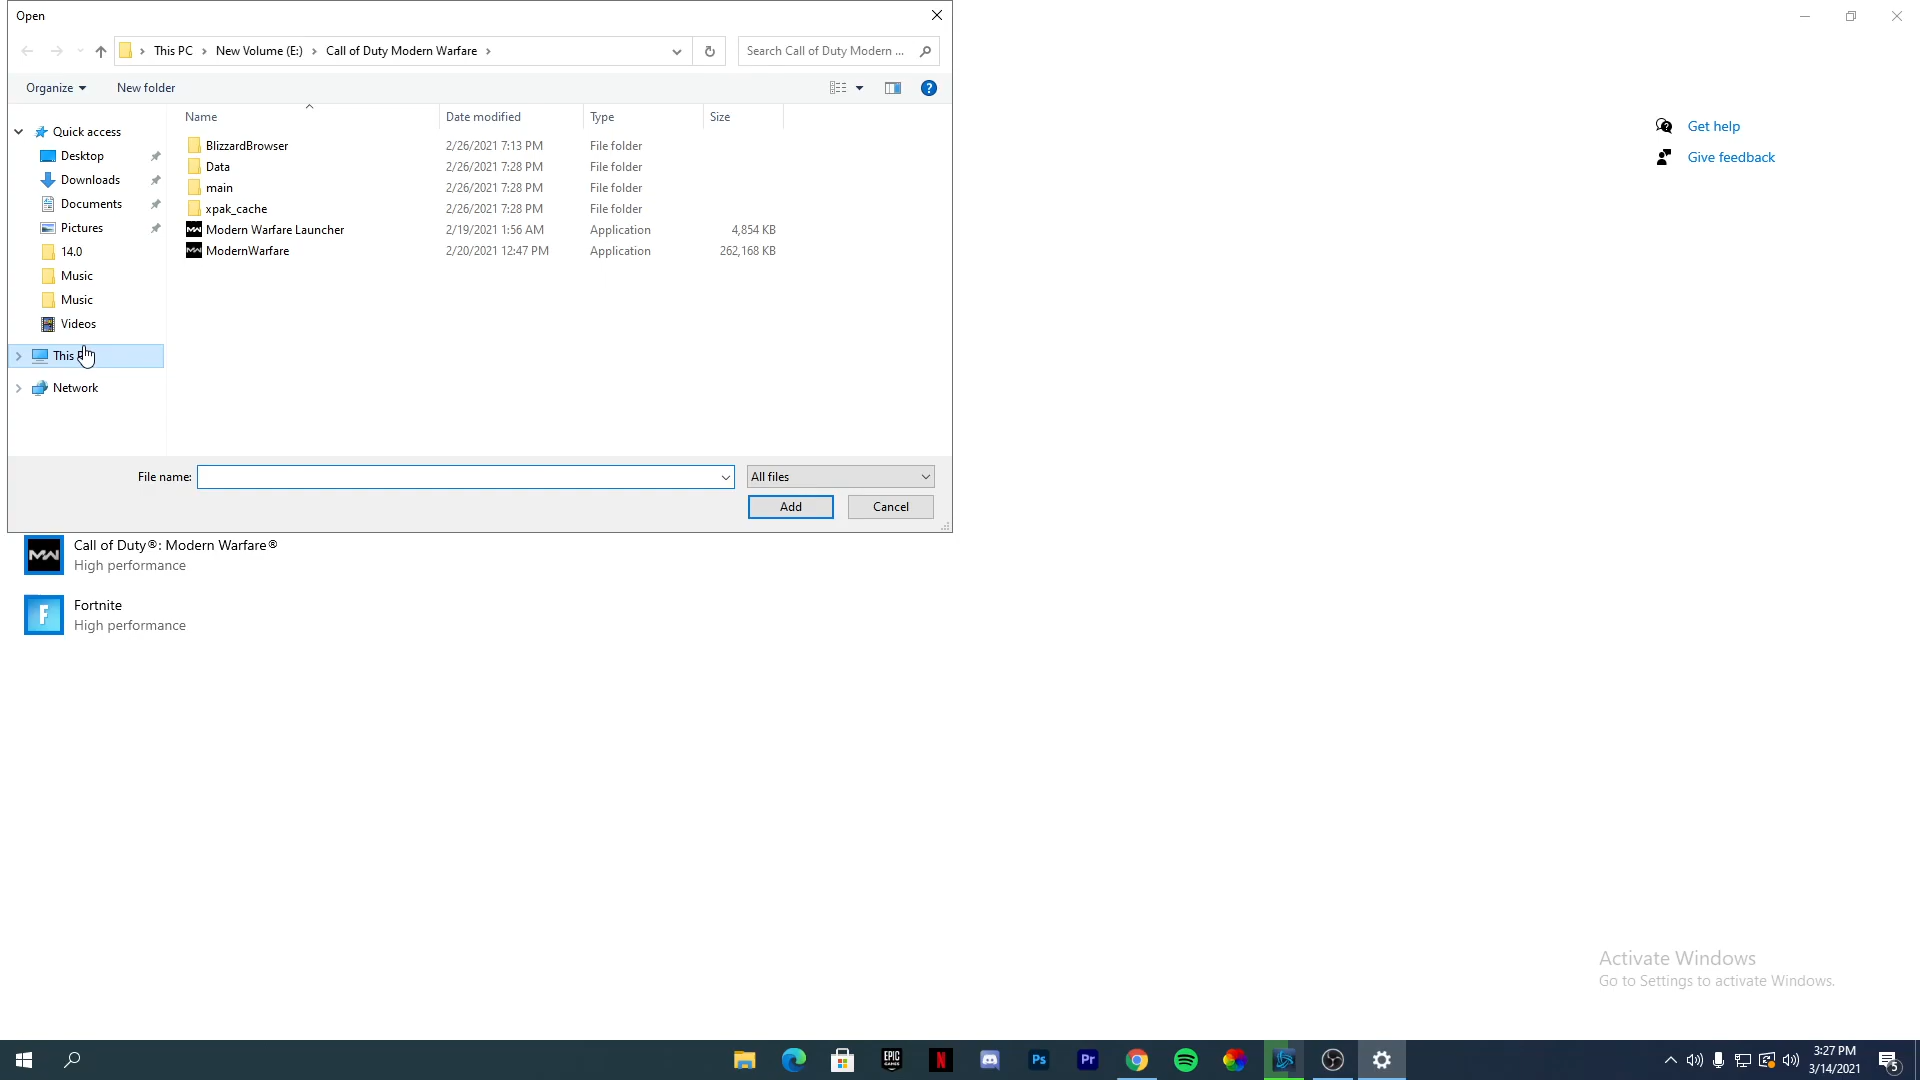 Open
This PC > New Volume (E:) > Call of Duty Modern Warfare >
Search Call of Duty Modern ...
Organize
New folder
?
Name
Date modified
Type
Size
Quick access
Desktop
Downloads
Documents
Pictures
14.0
Music
Music
Videos
This
Network
BlizzardBrowser 2/26/2021 7:13 PM File folder
Data 2/26/2021 7:28 PM File folder
main 2/26/2021 7:28 PM File folder
xpak_cache 2/26/2021 7:28 PM File folder
Modern Warfare Launcher 2/19/2021 1:56 AM Application 4,854 KB
ModernWarfare 2/20/2021 12:47 PM Application 262,168 KB
File name:
All files
Add
Cancel
Get help
Give feedback
MW
Call of Duty®: Modern Warfare®
High performance
F
Fortnite
High performance
Activate Windows
Go to Settings to activate Windows.
EPIC GAMES
N
Ps
Pr
3:27 PM
3/14/2021
5